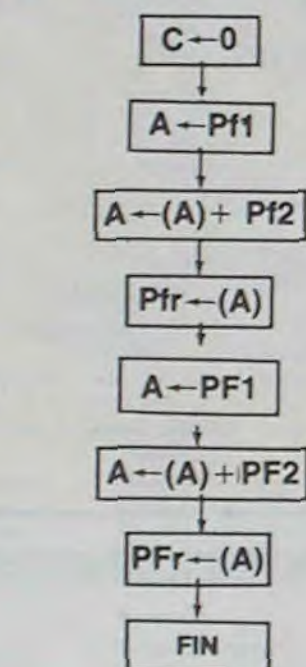 C←0
A←Pf1
A←(A)+ Pf2
Pfr←(A)
A←PF1
A←(A)+PF2
PFr←(A)
FIN